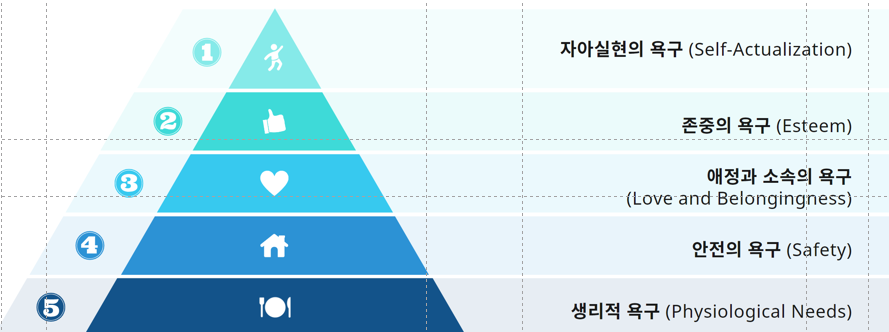 1 자아실현의 욕구 (Self-Actualization)
2 존중의 욕구 (Esteem)
3 애정과 소속의 욕구
(Love and Belongingness)
4 안전의 욕구 (Safety)
5 생리적 욕구 (Physiological Needs)